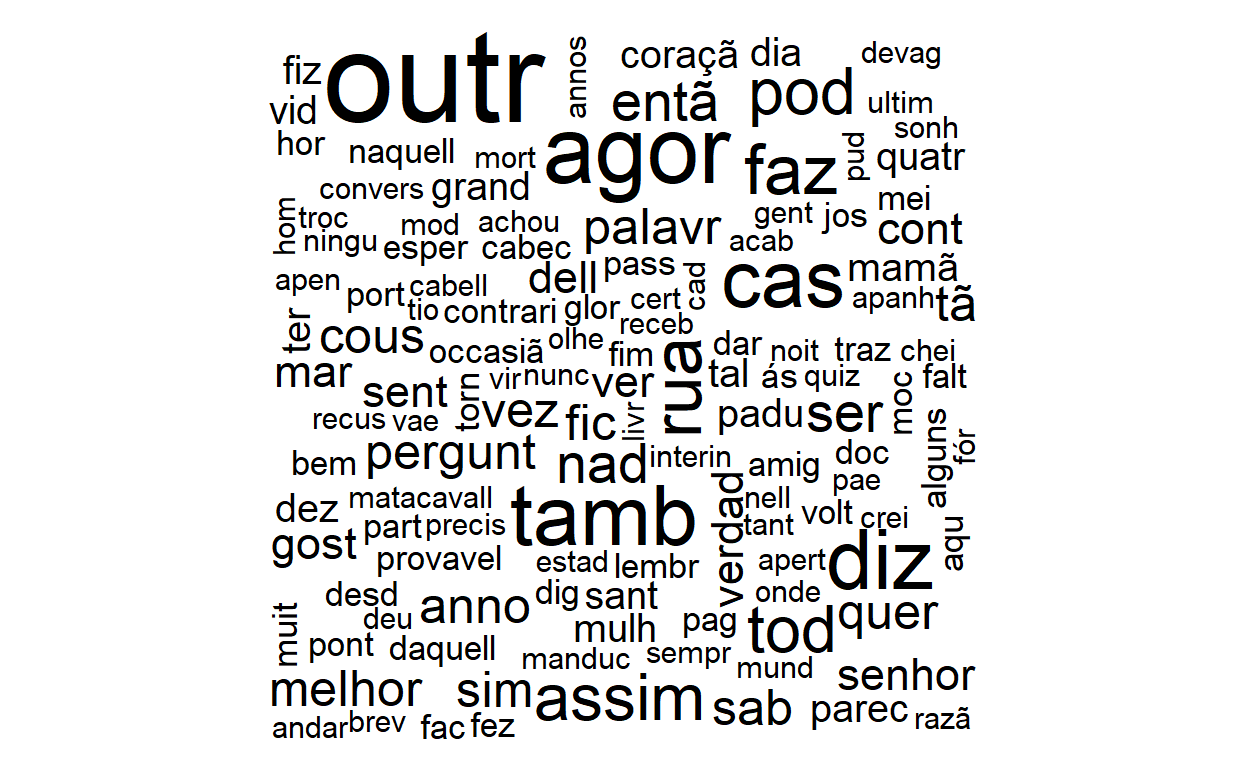 fiz outr annos coraçã dia devag
vid entã pod ultim
hor naquell mort agor faz pud sonh quatr
convers grand mei
hom troc mod achou palavr gent jos cont
ningu esper cabec acab
apen dell pass cad cas mamã
port cabell glor cert apanh tã
ter tio contrari receb
cous occasiã olhe fim rua dar noit traz chei
mar sent torn vir nunc ver tal ás quiz moc falt
recus vae vez fic livr padu ser alguns fór
bem pergunt nad interin amig doc
pae
dez matacavall tamb verdad nell volt crei aqu
gost part precis tant
provavel estad lembr apert diz
desd anno dig sant onde quer
muit deu mulh pag tod
pont daquell manduc sempr mund senhor
melhor sim assim sab parec razã
andar brev fac fez